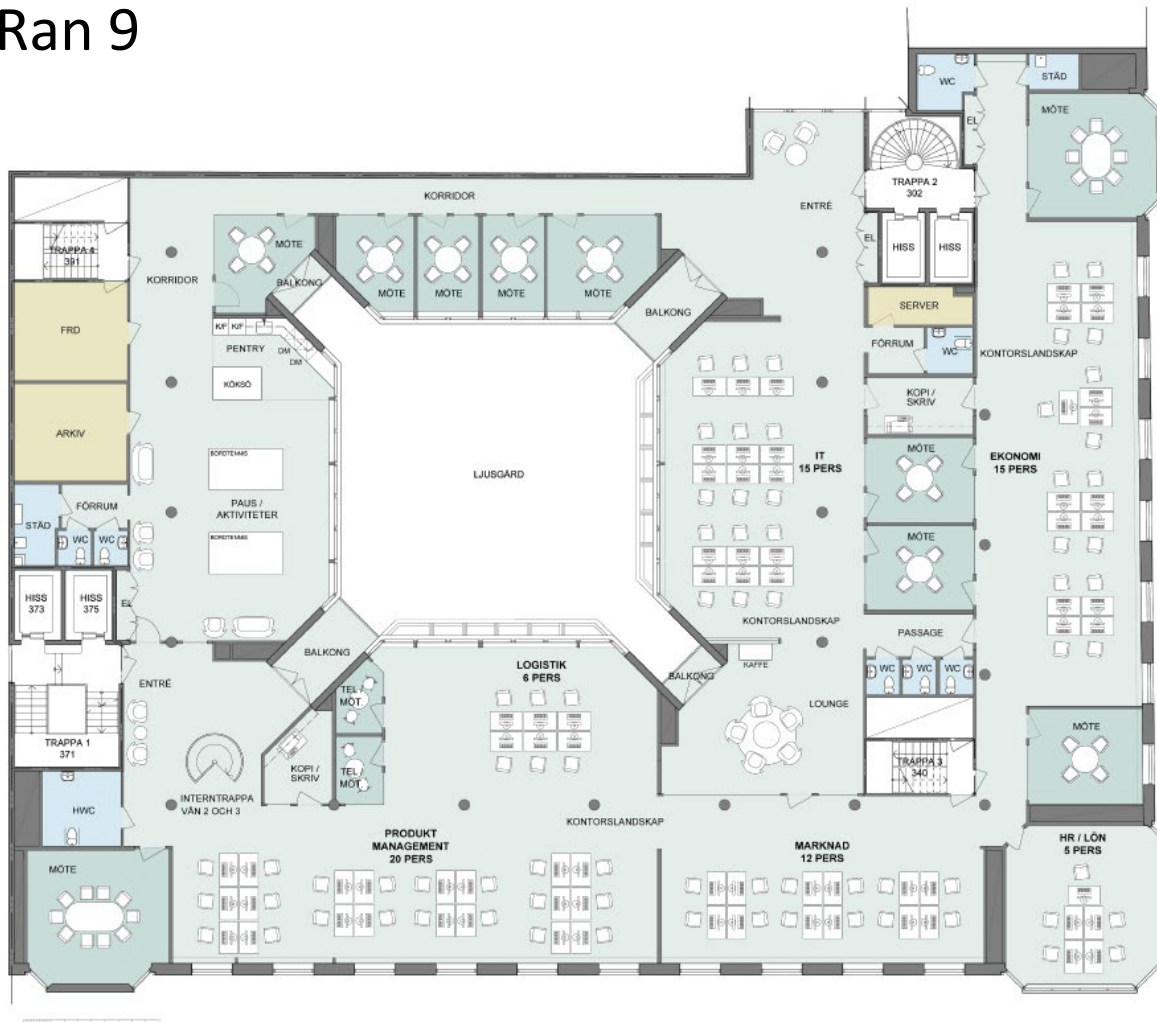 Ran 9
WC
STÄD
MÖTE
EL
TRAPPA 2
302
KORRIDOR
ENTRÉ
MÖTE
EL
HISS
HISS
TRAPPA 4
391
KORRIDOR
BALKONG
MÖTE
MÖTE
MÖTE
MÖTE
BALKONG
SERVER
FRD
K/F
K/F
PENTRY
DM
DM
FÖRRUM
WC
KONTORSLANDSKAP
KÖKSÖ
KOPI /
SKRIV
ARKIV
BORDTENNIS
LJUSGÅRD
IT
15 PERS
MÖTE
EKONOMI
15 PERS
FÖRRUM
PAUS /
AKTIVITETER
STÄD
WC
WC
BORDTENNIS
MÖTE
HISS
373
HISS
375
EL
KONTORSLANDSKAP
PASSAGE
BALKONG
LOGISTIK
6 PERS
KAFFE
WC
WC
WC
ENTRÉ
BALKONG
TEL /
MÖT.
LOUNGE
MÖTE
TRAPPA 1
371
KOPI /
SKRIV
TEL /
MÖT.
TRAPPA 3
340
HWC
INTERNTRAPPA
VÅN 2 OCH 3
KONTORSLANDSKAP
PRODUKT
MANAGEMENT
20 PERS
MARKNAD
12 PERS
HR / LÖN
5 PERS
MÖTE